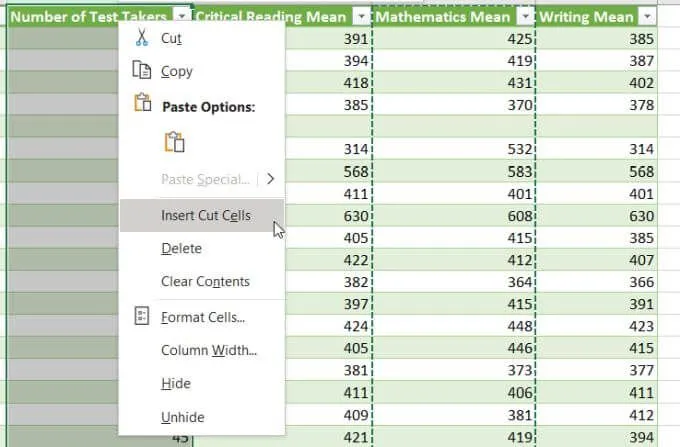 Number of Test Takers Critical Reading Mean Mathematics Mean Writing Mean
Cut
Copy
Paste Options:
Paste Special...
Insert Cut Cells
Delete
Clear Contents
Format Cells...
Column Width...
Hide
Unhide
391 425 385
394 419 387
418 431 402
385 370 378
314 532 314
568 583 568
411 401 401
630 608 630
405 415 385
422 412 407
382 364 366
397 415 391
424 448 423
405 446 415
381 373 377
411 406 411
409 381 412
421 419 394